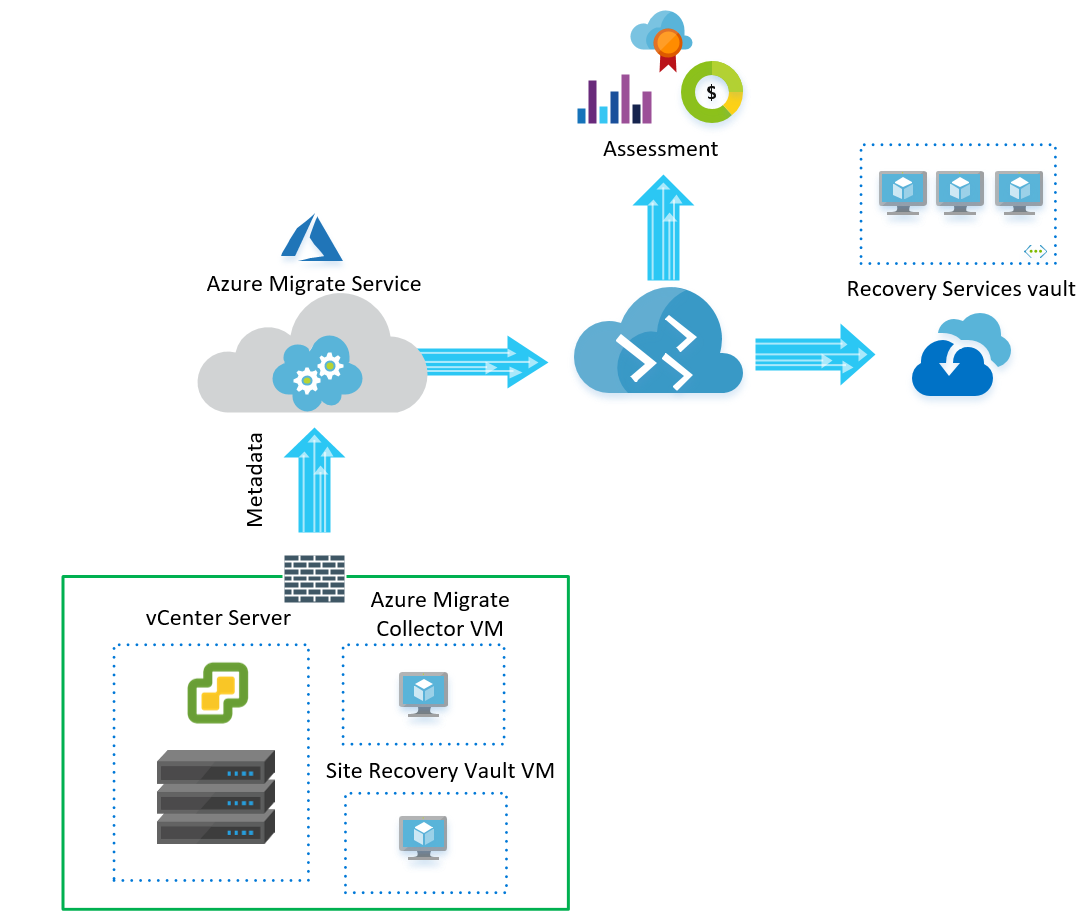 $
Assessment
Azure Migrate Service
Recovery Services vault
Metadata
vCenter Server
Azure Migrate
Collector VM
Site Recovery Vault VM